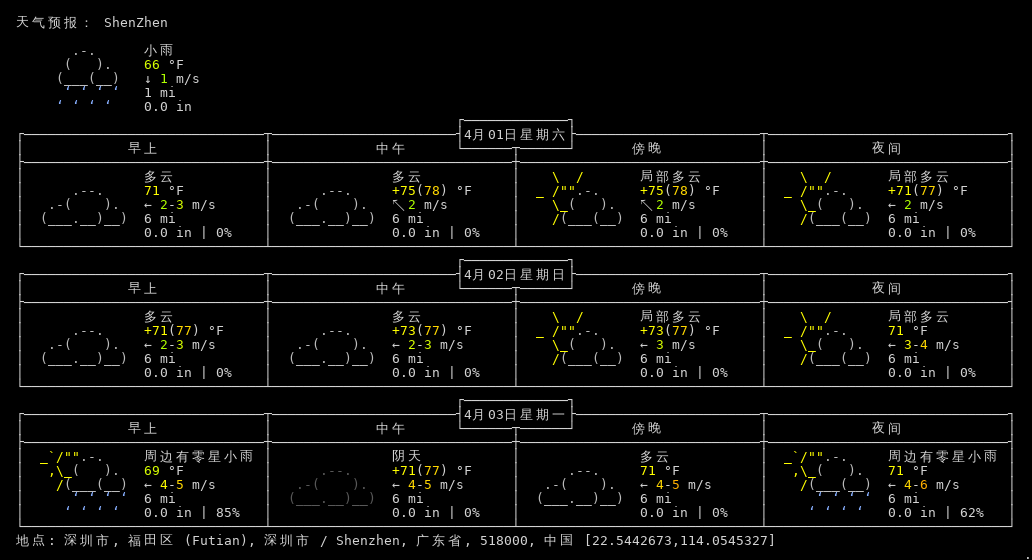 天气预报： ShenZhen
小雨
66 °F
↓ 1 m/s
1 mi
0.0 in
4月01日星期六
早上 中午 傍晚 夜间
多云 多云 局部多云 局部多云
71 °F +75(78) °F +75(78) °F +71(77) °F
← 2-3 m/s ↖ 2 m/s ↖ 2 m/s ← 2 m/s
6 mi 6 mi 6 mi 6 mi
0.0 in | 0% 0.0 in | 0% 0.0 in | 0% 0.0 in | 0%
4月02日星期日
早上 中午 傍晚 夜间
多云 多云 局部多云 局部多云
+71(77) °F +73(77) °F +73(77) °F 71 °F
← 2-3 m/s ← 2-3 m/s ← 3 m/s ← 3-4 m/s
6 mi 6 mi 6 mi 6 mi
0.0 in | 0% 0.0 in | 0% 0.0 in | 0% 0.0 in | 0%
4月03日星期一
早上 中午 傍晚 夜间
周边有零星小雨 阴天 多云 周边有零星小雨
69 °F +71(77) °F 71 °F 71 °F
← 4-5 m/s ← 4-5 m/s ← 4-5 m/s ← 4-6 m/s
6 mi 6 mi 6 mi 6 mi
0.0 in | 85% 0.0 in | 0% 0.0 in | 0% 0.0 in | 62%
地点: 深圳市, 福田区 (Futian), 深圳市 / Shenzhen, 广东省, 518000, 中国 [22.5442673,114.0545327]